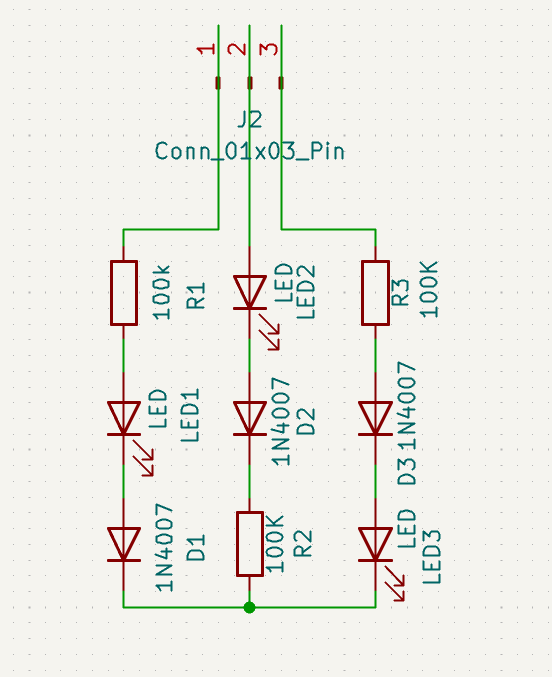 1
2
3
J2
Conn_01x03_Pin
100k
R1
LED
LED2
R3
100K
LED
LED1
1N4007
D2
D3
1N4007
1N4007
D1
100K
R2
LED
LED3